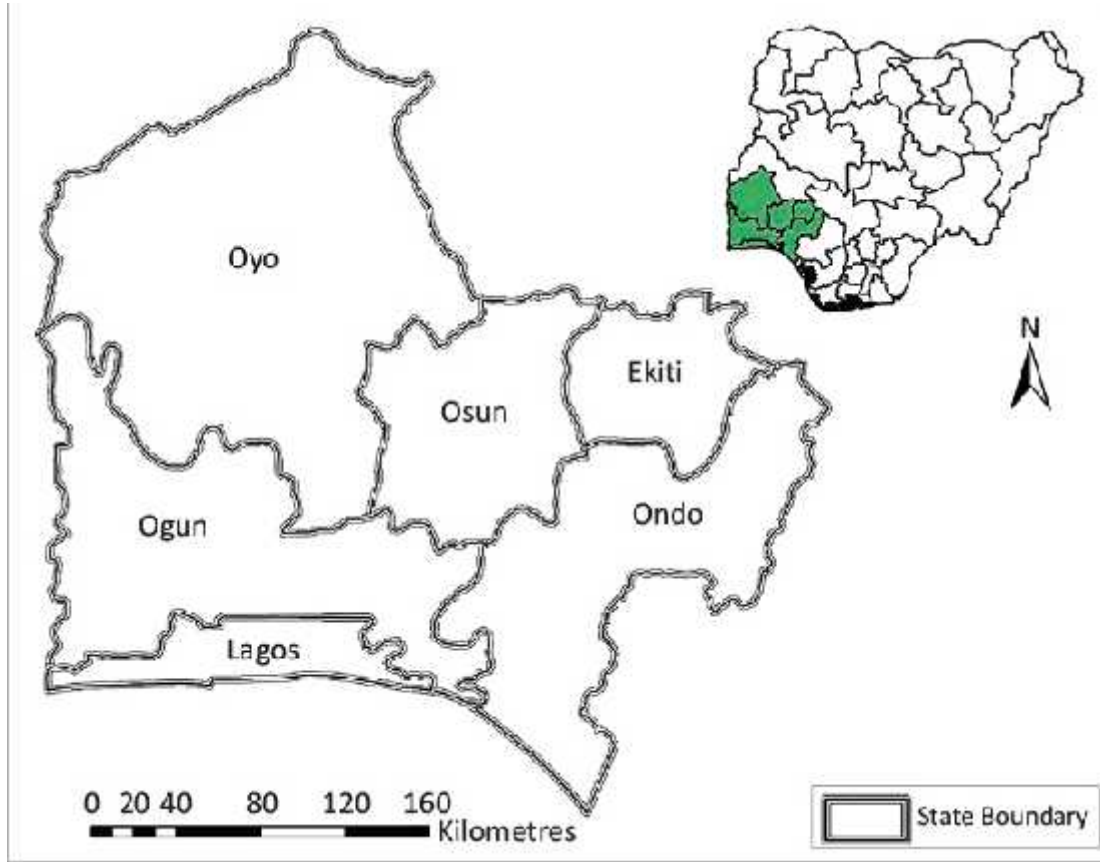 Oyo
N
Ekiti
Osun
Ogun
Ondo
Lagos
0 20 40 80 120 160
Kilometres
State Boundary